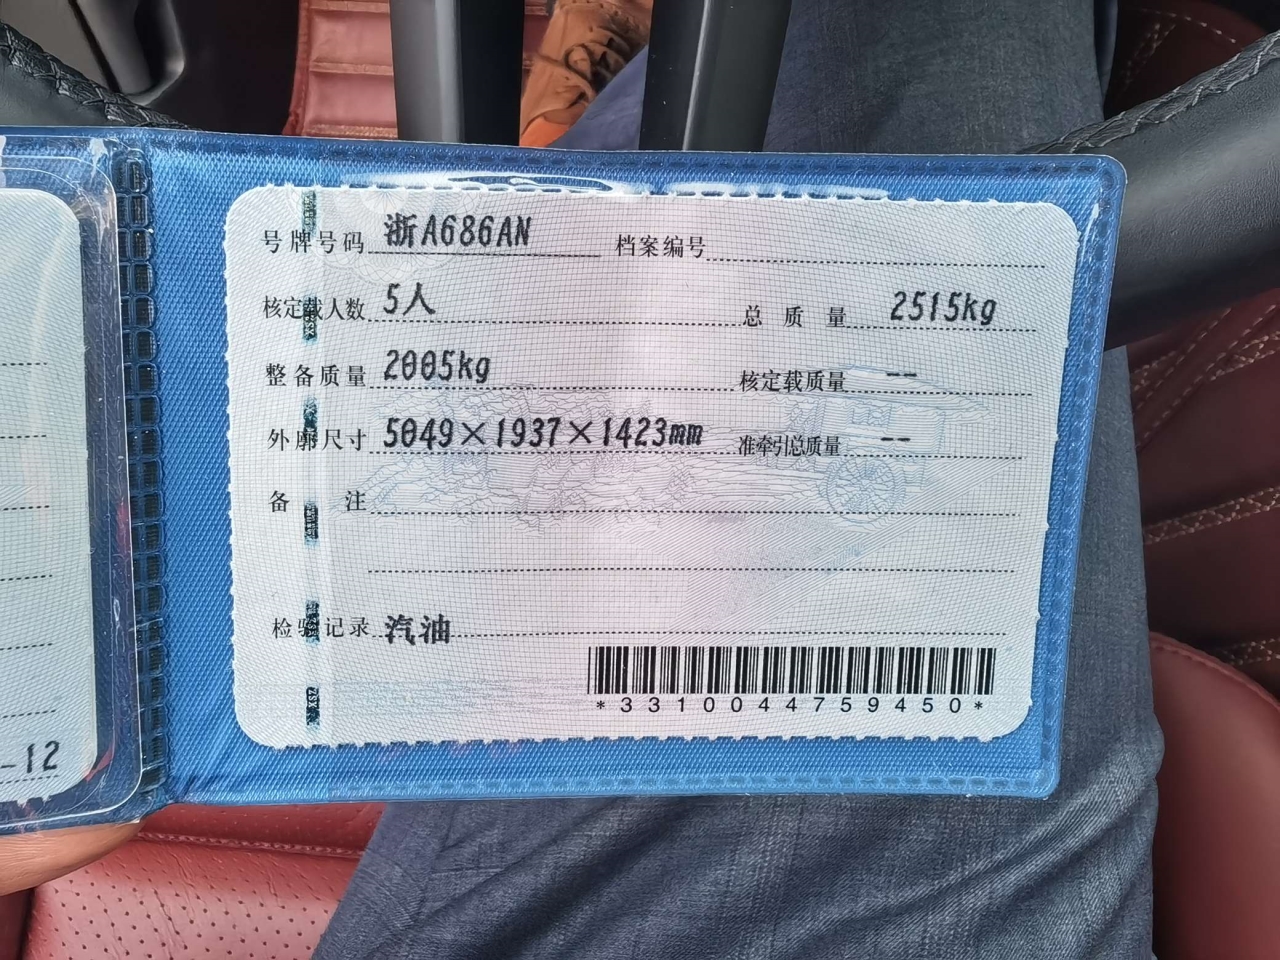 号牌号码 浙A686AN 档案编号
核定载人数 5人 总质量 2515kg
整备质量 2005kg 核定载质量 --
外廓尺寸 5049×1937×1423mm 准牵引总质量 --
备注
检验记录 汽油
*3310044759450*
-12